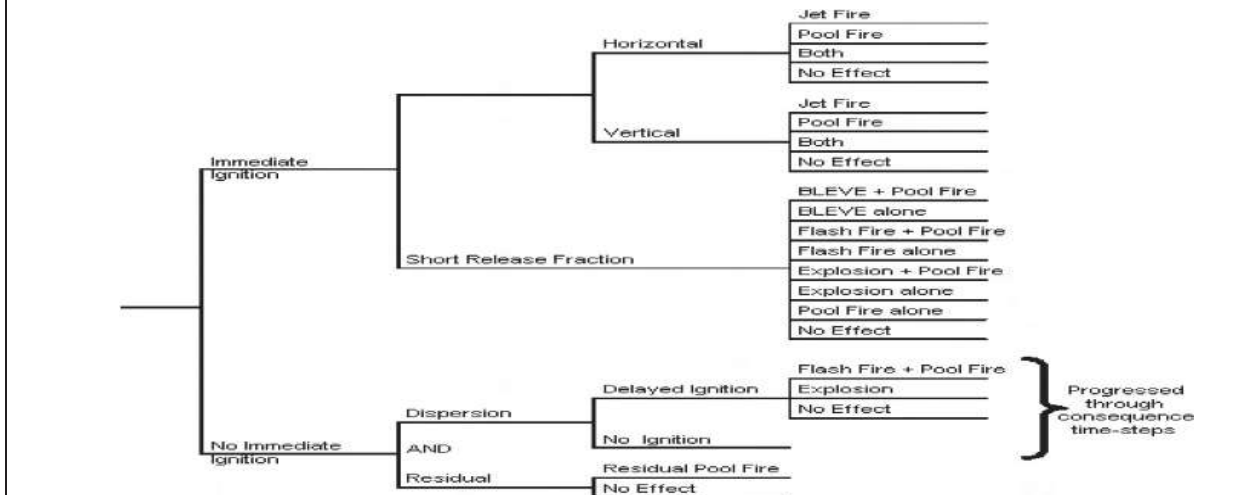 Jet Fire
Pool Fire
Horizontal
Both
No Effect
Jet Fire
Pool Fire
Vertical
Both
No Effect
Immediate
Ignition
BLEVE + Pool Fire
BLEVE alone
Flash Fire + Pool Fire
Flash Fire alone
Short Release Fraction
Explosion + Pool Fire
Explosion alone
Pool Fire alone
No Effect
Flash Fire + Pool Fire
Delayed Ignition
Explosion
No Effect
Progressed
through
consequence
time-steps
Dispersion
No Ignition
No Immediate
Ignition
AND
Residual
Residual Pool Fire
No Effect